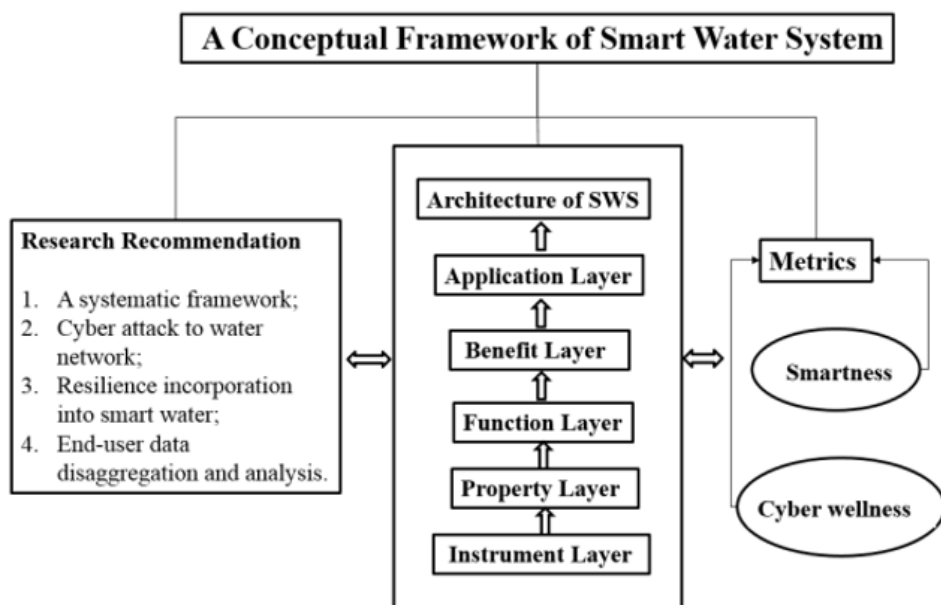 A Conceptual Framework of Smart Water System
Research Recommendation
1. A systematic framework;
2. Cyber attack to water
network;
3. Resilience incorporation
into smart water;
4. End-user data
disaggregation and analysis.
Architecture of SWS
Application Layer
Benefit Layer
Function Layer
Property Layer
Instrument Layer
Metrics
Smartness
Cyber wellness